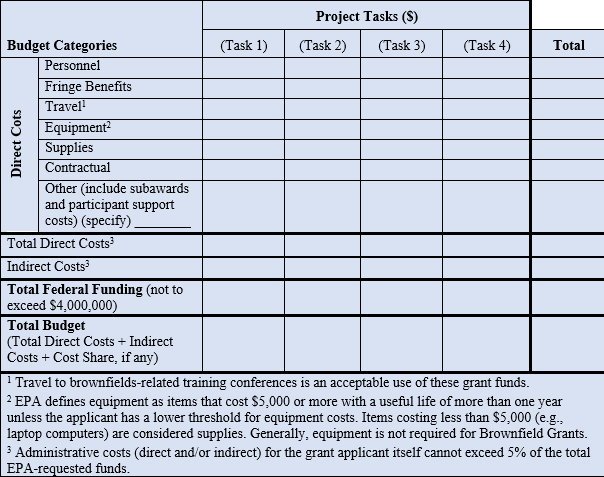 Project Tasks ($)
Budget Categories (Task 1) (Task 2) (Task 3) (Task 4) Total
Direct Cots
Personnel
Fringe Benefits
Travel¹
Equipment²
Supplies
Contractual
Other (include subawards
and participant support
costs) (specify) ________
Total Direct Costs³
Indirect Costs³
Total Federal Funding (not to
exceed $4,000,000)
Total Budget
(Total Direct Costs + Indirect
Costs + Cost Share, if any)
¹ Travel to brownfields-related training conferences is an acceptable use of these grant funds.
² EPA defines equipment as items that cost $5,000 or more with a useful life of more than one year
unless the applicant has a lower threshold for equipment costs. Items costing less than $5,000 (e.g.,
laptop computers) are considered supplies. Generally, equipment is not required for Brownfield Grants.
³ Administrative costs (direct and/or indirect) for the grant applicant itself cannot exceed 5% of the total
EPA-requested funds.